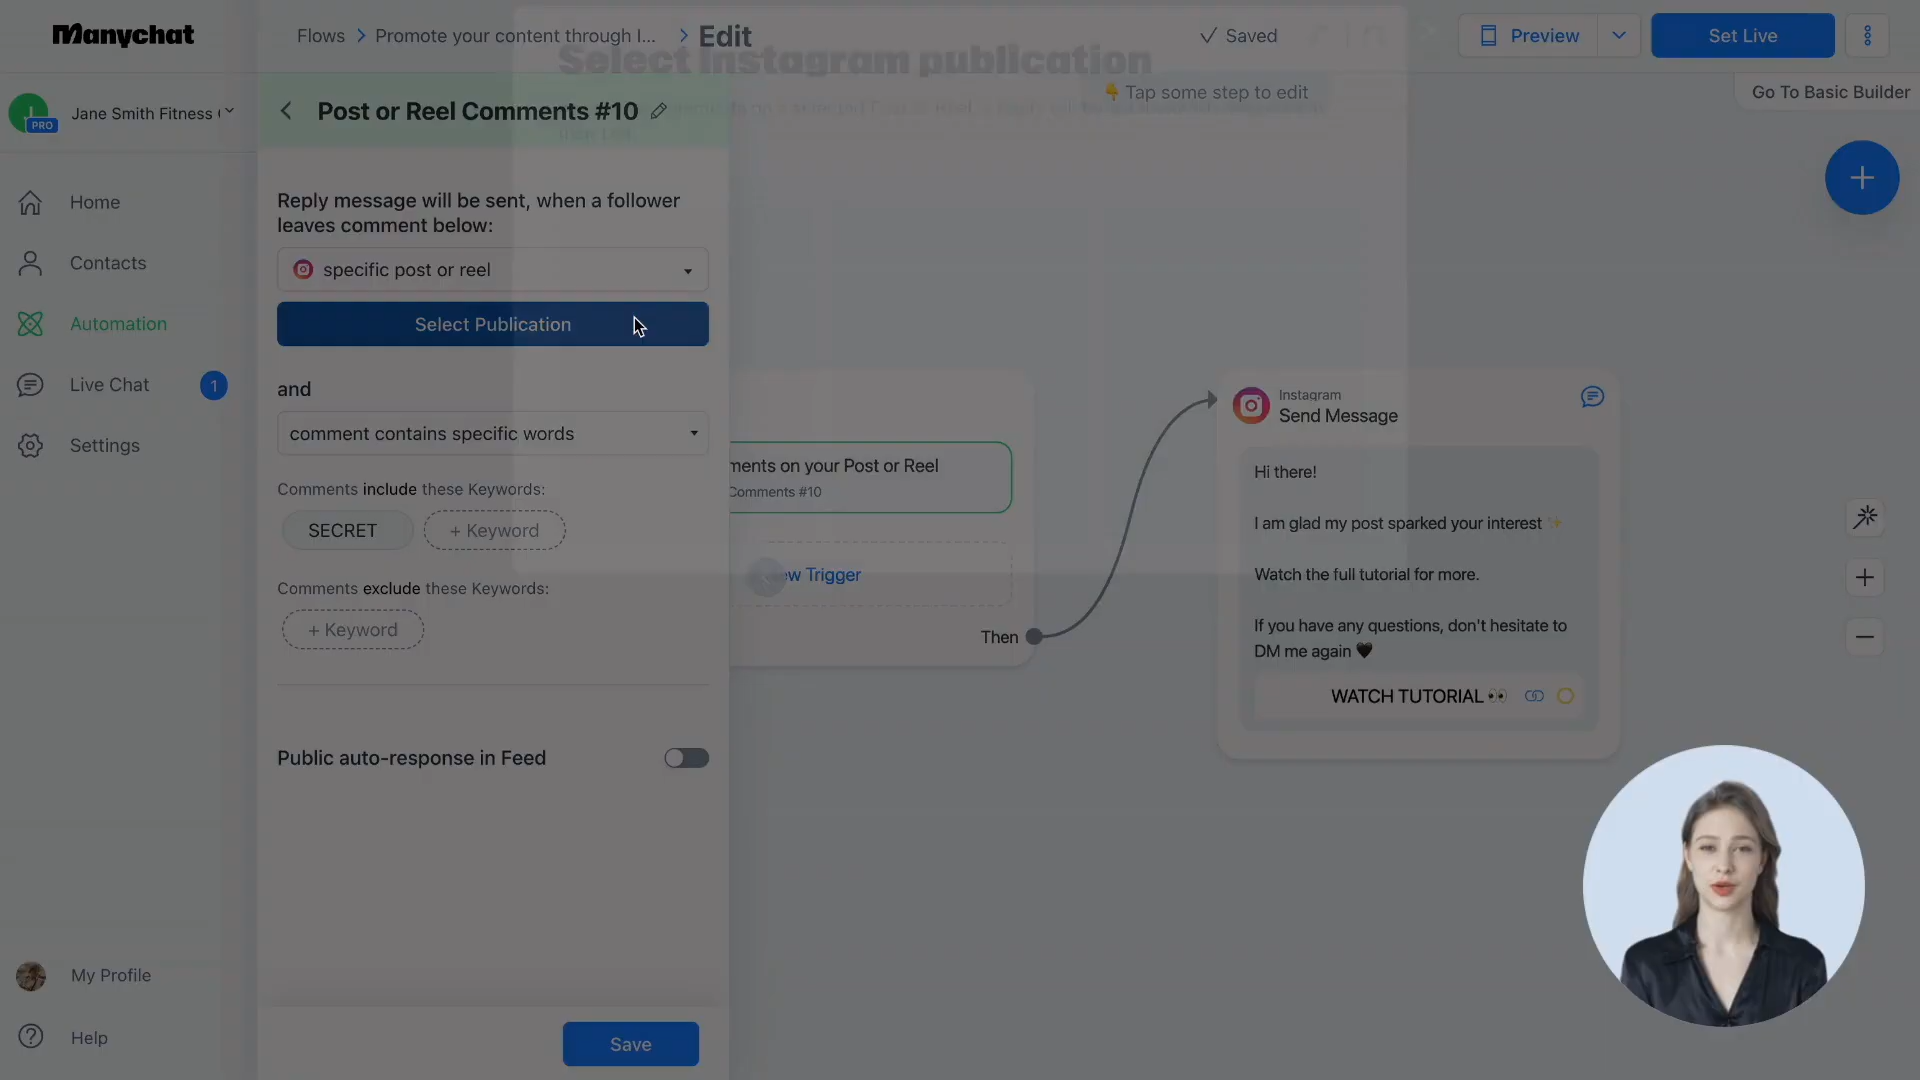 Manychat
Flows
Promote your content through I...
Edit
Saved
Preview
Set Live
Select Instagram publication
Tap some step to edit
Go To Basic Builder
Jane Smith Fitness
PRO
Home
Contacts
Automation
Live Chat
1
Settings
My Profile
Help
Post or Reel Comments #10
Reply message will be sent, when a follower
leaves comment below:
specific post or reel
Select Publication
and
comment contains specific words
Comments include these Keywords:
SECRET
+ Keyword
Comments exclude these Keywords:
+ Keyword
Public auto-response in Feed
Save
ments on your Post or Reel
Comments #10
Trigger
Then
Instagram
Send Message
Hi there!
I am glad my post sparked your interest ✨
Watch the full tutorial for more.
If you have any questions, don't hesitate to
DM me again 🖤
WATCH TUTORIAL 👀